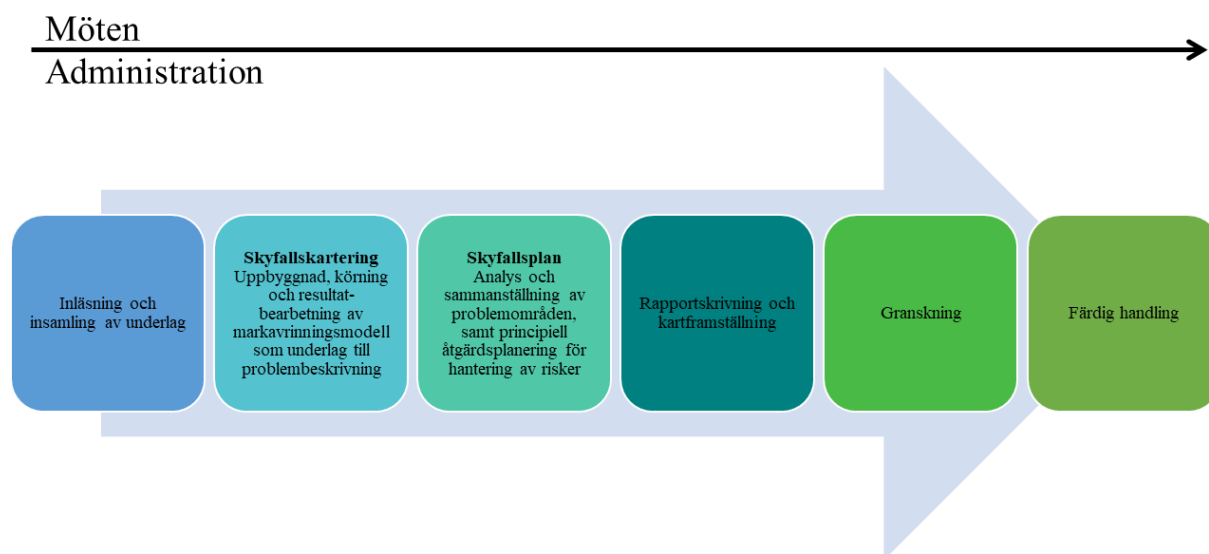 Möten
Administration
Inläsning och
insamling av underlag
Skyfallskartering
Uppbyggnad, körning
och resultat-
bearbetning av
markavrinningsmodell
som underlag till
problembeskrivning
Skyfallsplan
Analys och
sammanställning av
problemområden,
samt principiell
åtgärdsplanering för
hantering av risker
Rapportskrivning och
kartframställning
Granskning
Färdig handling